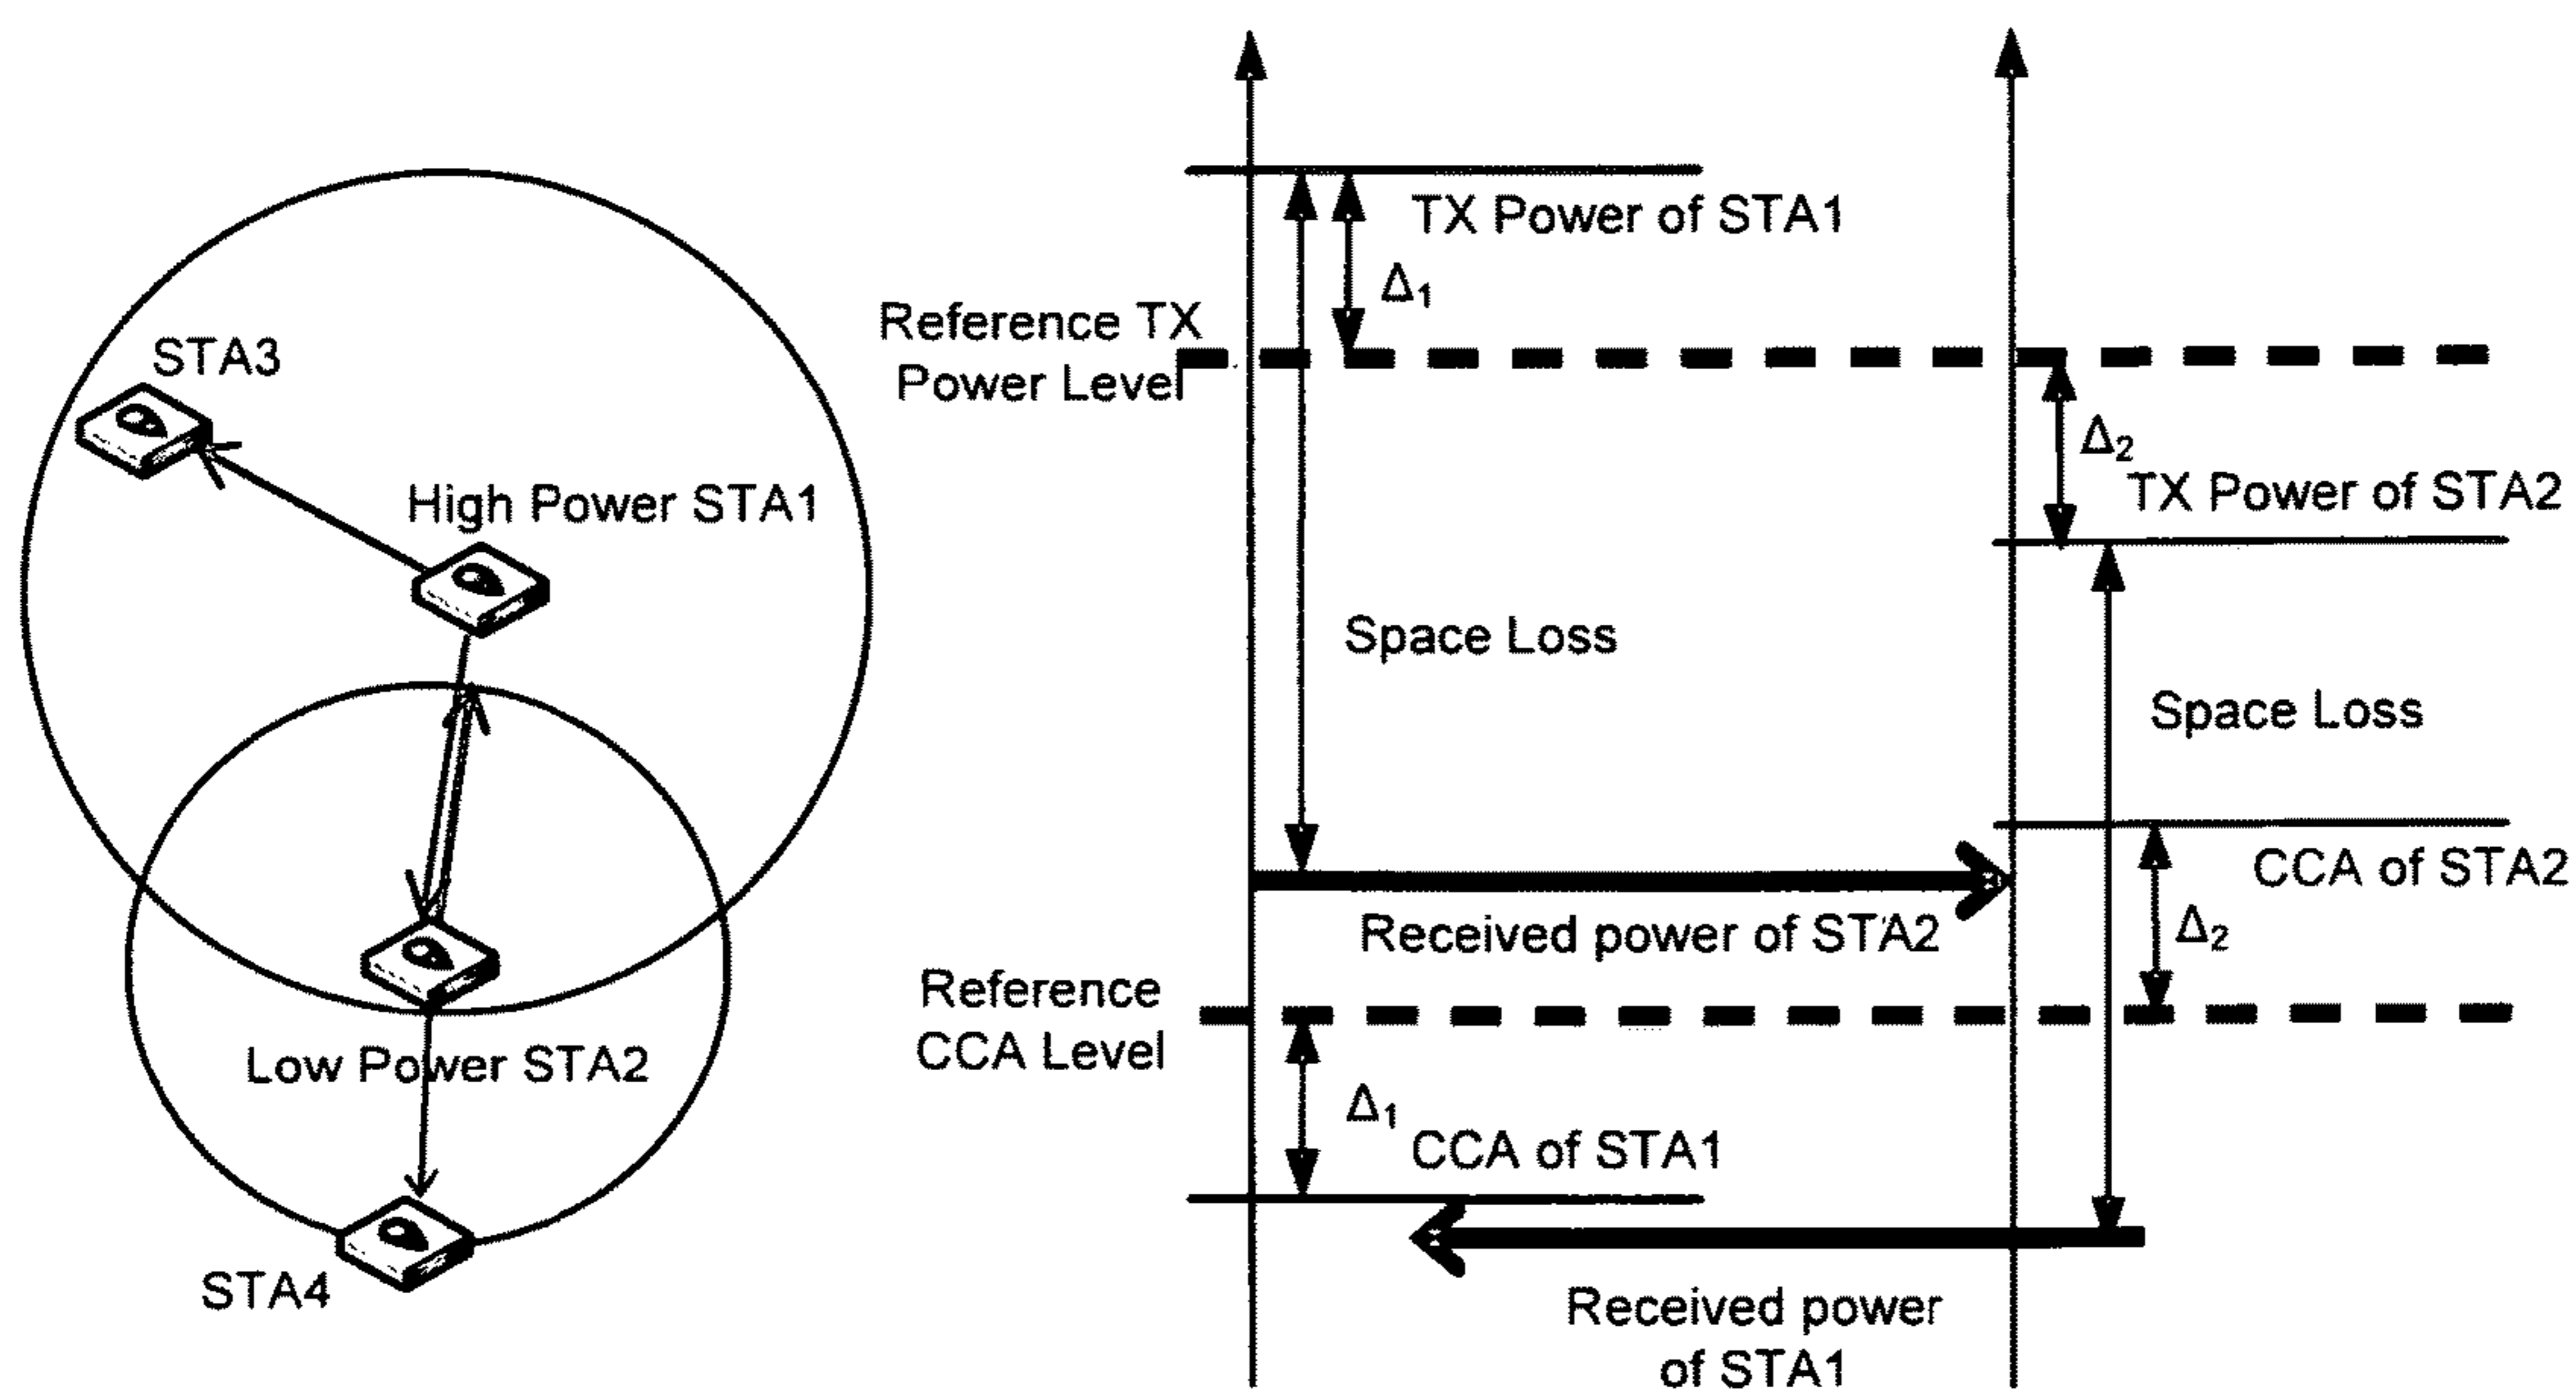 STA3
High Power STA1
Low Power STA2
STA4
TX Power of STA1
Δ₁
Reference TX
Power Level
Δ₂
TX Power of STA2
Space Loss
Space Loss
CCA of STA2
Received power of STA2
Δ₂
Reference
CCA Level
Δ₁
CCA of STA1
Received power
of STA1